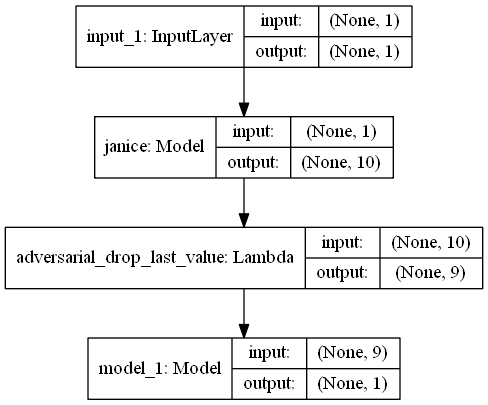 input_1: InputLayer
input: (None, 1)
output: (None, 1)
janice: Model
input: (None, 1)
output: (None, 10)
adversarial_drop_last_value: Lambda
input: (None, 10)
output: (None, 9)
model_1: Model
input: (None, 9)
output: (None, 1)